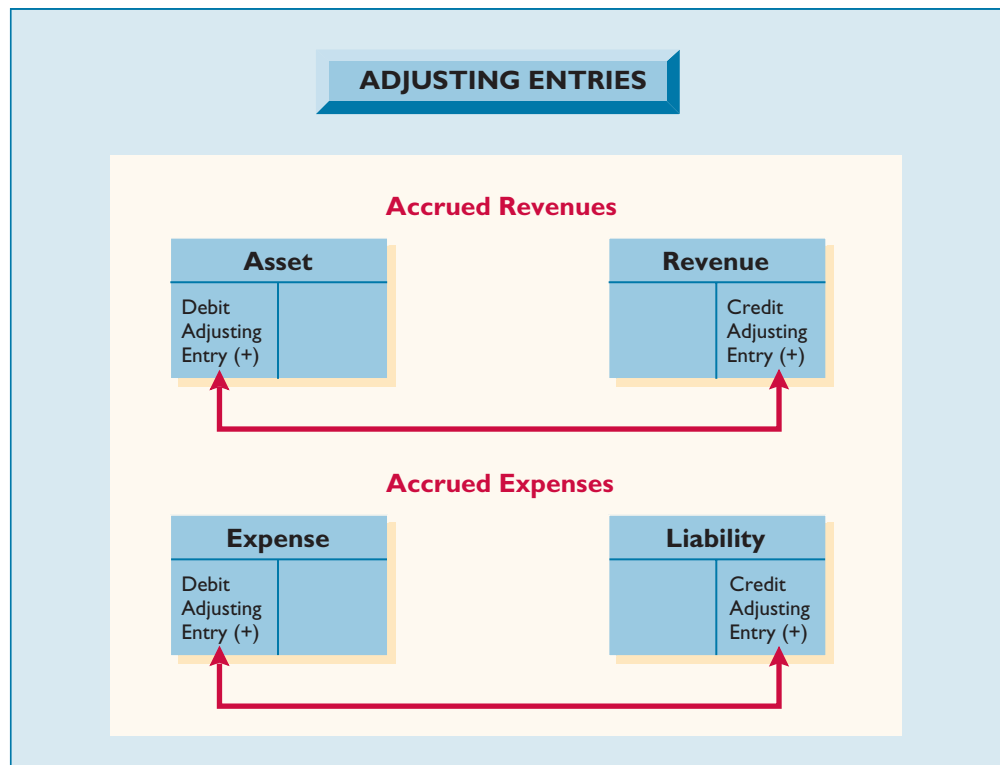 ADJUSTING ENTRIES
Accrued Revenues
Asset
Debit
Adjusting
Entry (+)
Revenue
Credit
Adjusting
Entry (+)
Accrued Expenses
Expense
Debit
Adjusting
Entry (+)
Liability
Credit
Adjusting
Entry (+)